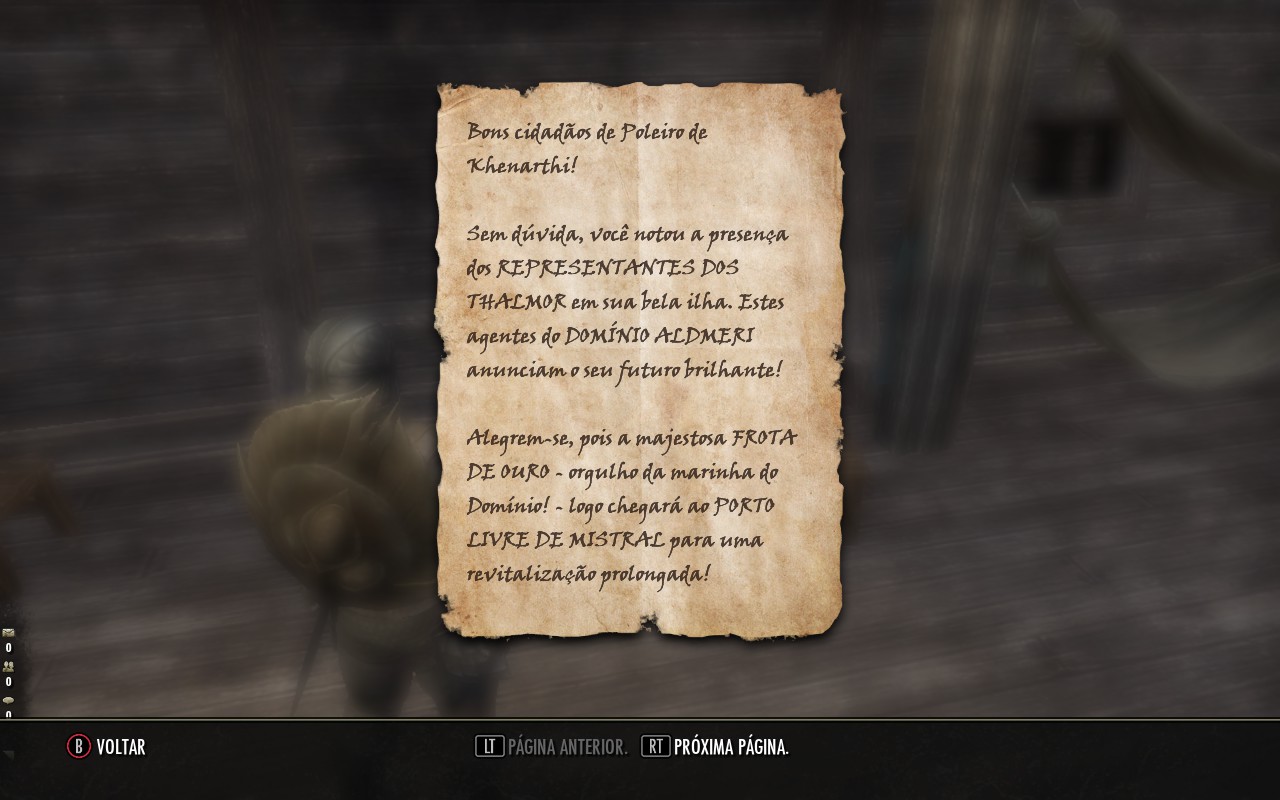 Bons cidadãos de Poleiro de
Khenarthi!
Sem dúvida, você notou a presença
dos REPRESENTANTES DOS
THALMOR em sua bela ilha. Estes
agentes do DOMÍNIO ALDMERI
anunciam o seu futuro brilhante!
Alegrem-se, pois a majestosa FROTA
DE OURO - orgulho da marinha do
Domínio! - logo chegará ao PORTO
LIVRE DE MISTRAL para uma
revitalização prolongada!
0
0
0
B VOLTAR
LT PÁGINA ANTERIOR. RT PRÓXIMA PÁGINA.